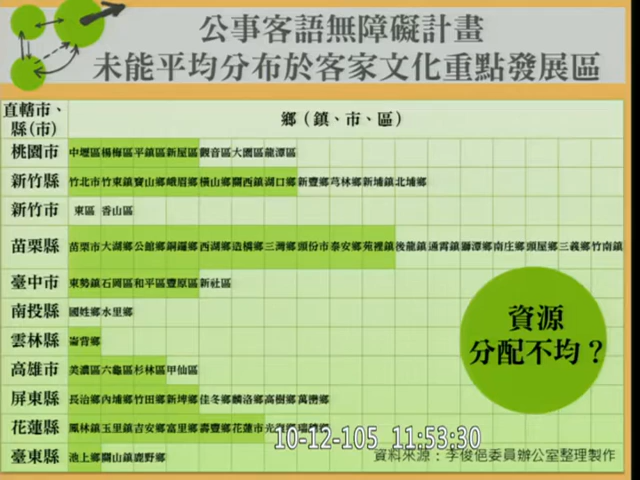 公事客語無障礙計畫
未能平均分布於客家文化重點發展區
直轄市、縣(市) 鄉（鎮、市、區）
桃園市 中壢區楊梅區平鎮區新屋區觀音區大園區龍潭區
新竹縣 竹北市竹東鎮寶山鄉峨眉鄉橫山鄉關西鎮湖口鄉新豐鄉芎林鄉新埔鎮北埔鄉
新竹市 東區 香山區
苗栗縣 苗栗市大湖鄉公館鄉銅鑼鄉西湖鄉造橋鄉三灣鄉頭份市泰安鄉苑裡鎮後龍鎮通霄鎮獅潭鄉南庄鄉頭屋鄉三義鄉竹南鎮
臺中市 東勢鎮石岡區和平區豐原區新社區
南投縣 國姓鄉水里鄉
雲林縣 崙背鄉
高雄市 美濃區六龜區杉林區甲仙區
屏東縣 長治鄉內埔鄉竹田鄉新埤鄉佳冬鄉麟洛鄉高樹鄉萬巒鄉
花蓮縣 鳳林鎮玉里鎮吉安鄉富里鄉壽豐鄉花蓮市
臺東縣 池上鄉關山鎮鹿野鄉
資源
分配不均？
10-12-105 11:53:30
資料來源：李俊俋委員辦公室整理製作